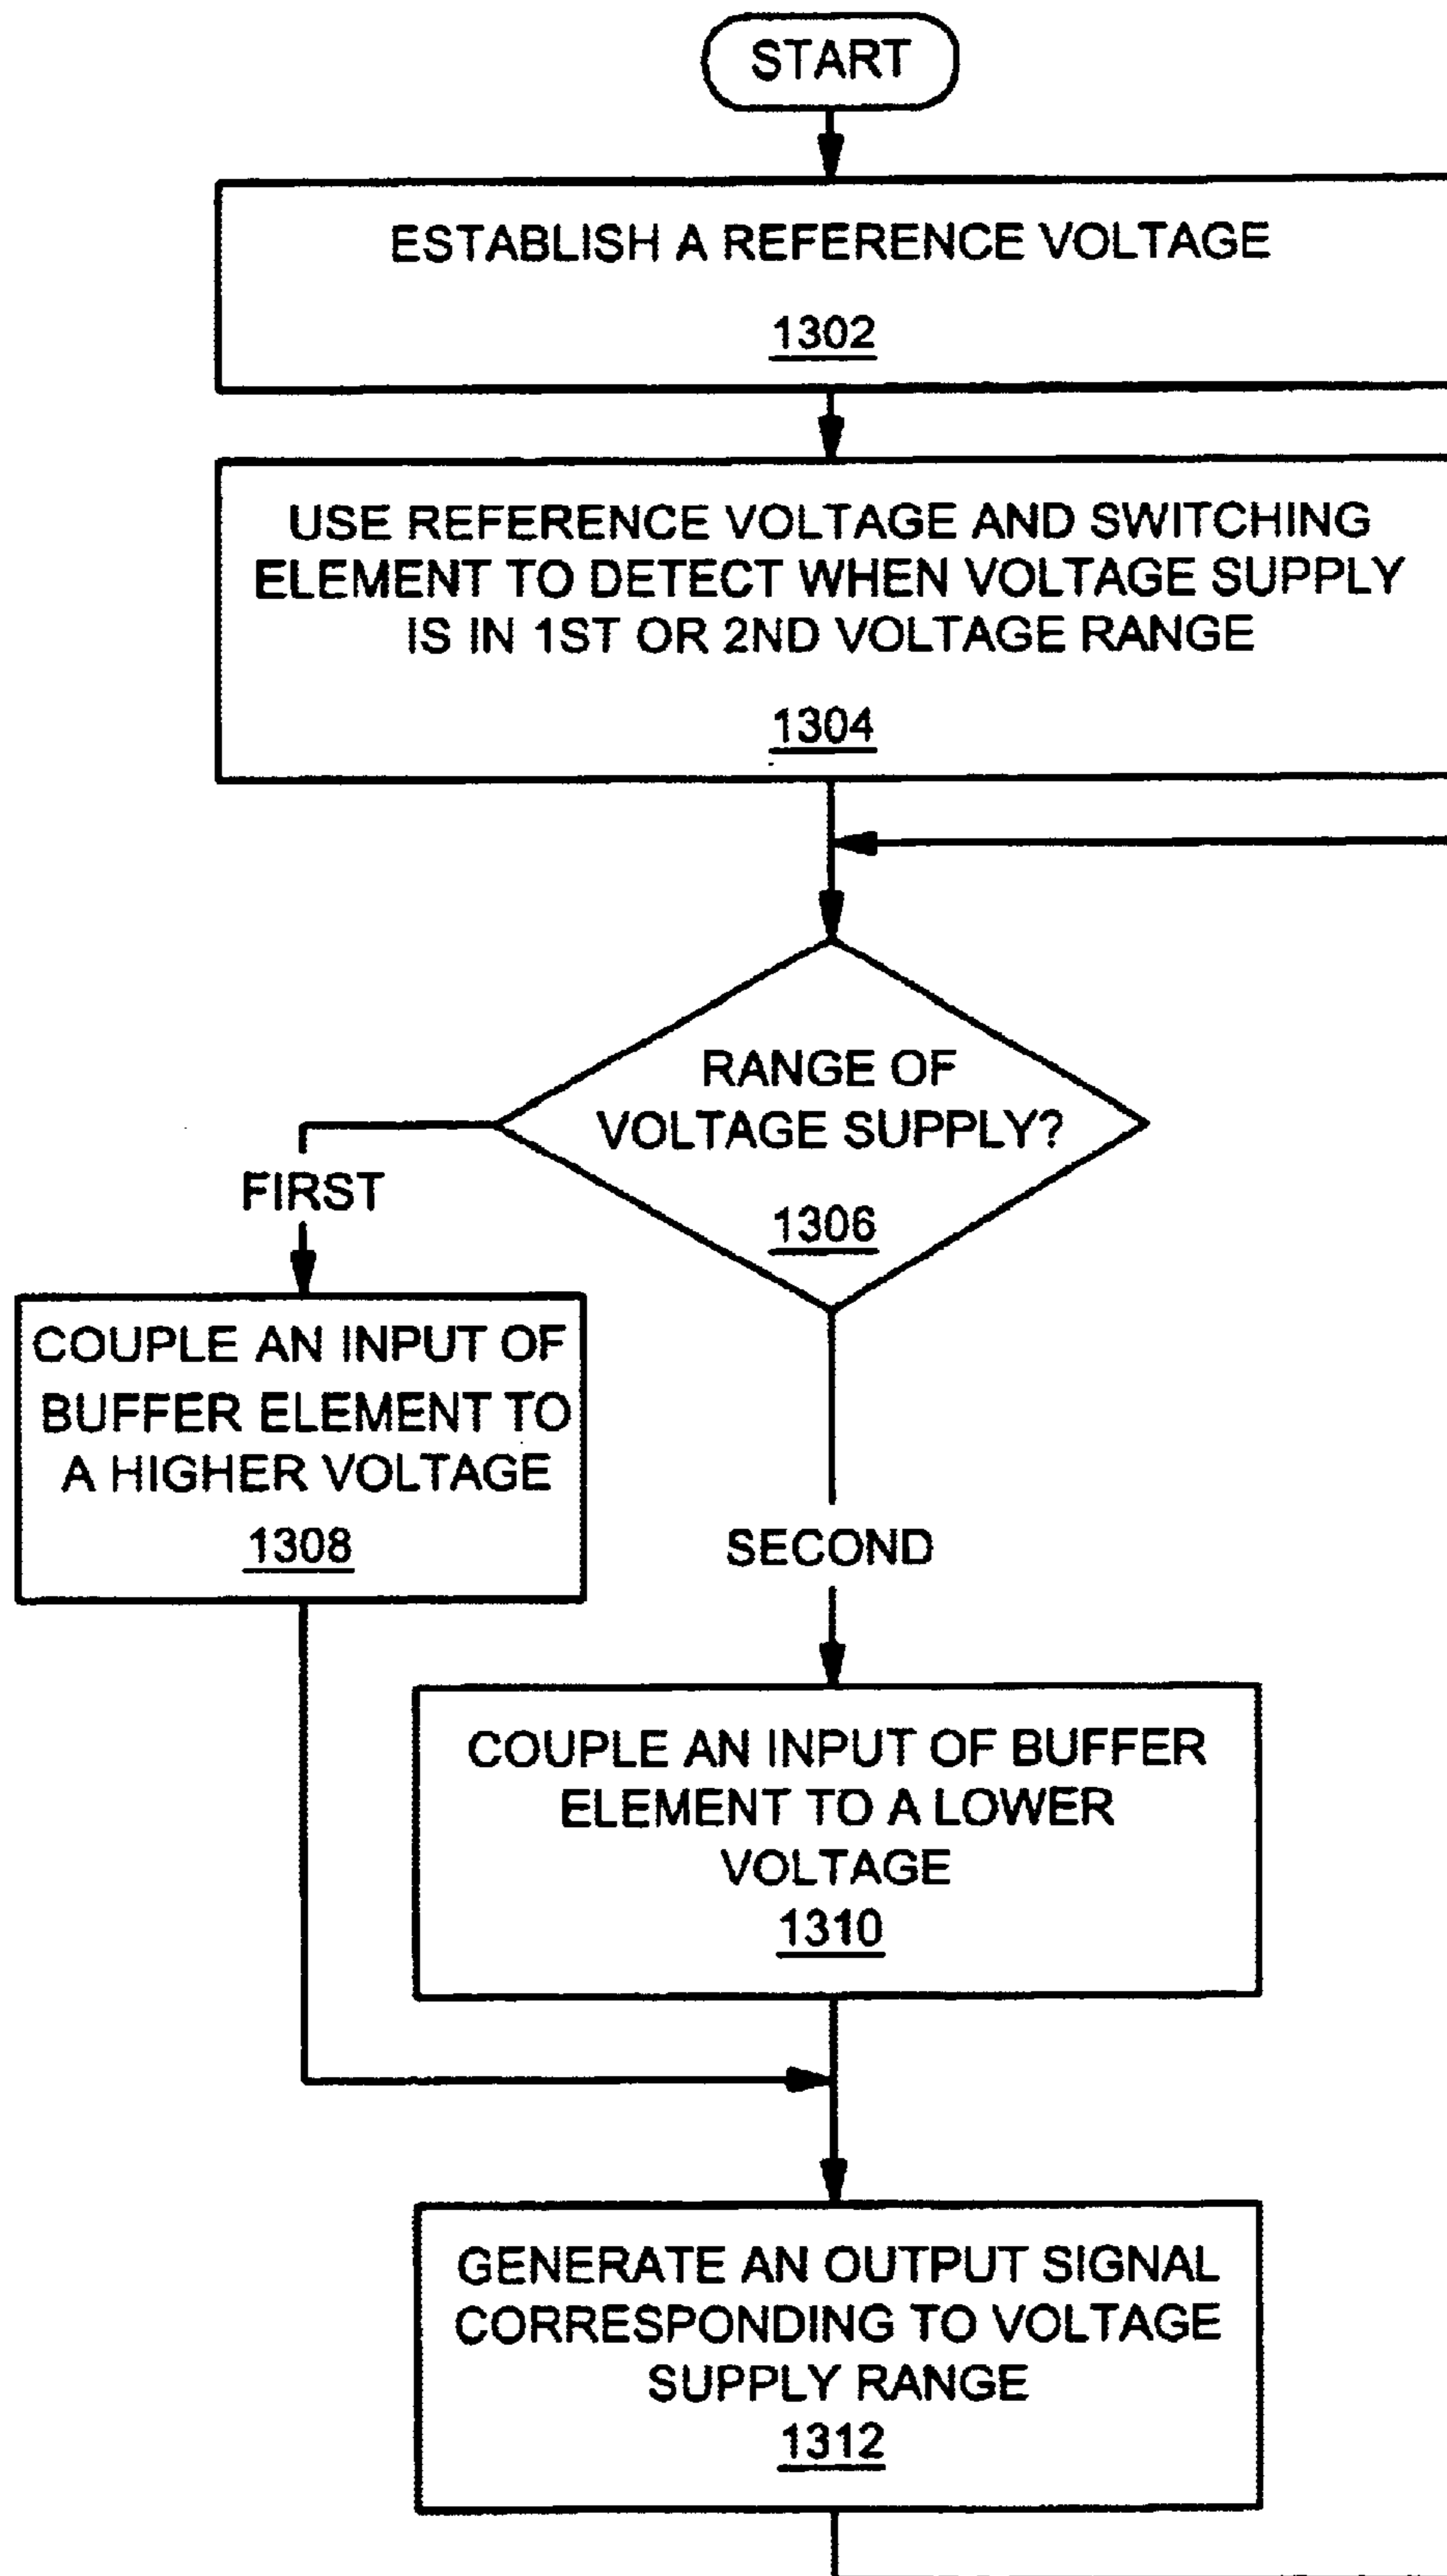 START
ESTABLISH A REFERENCE VOLTAGE
1302
USE REFERENCE VOLTAGE AND SWITCHING
ELEMENT TO DETECT WHEN VOLTAGE SUPPLY
IS IN 1ST OR 2ND VOLTAGE RANGE
1304
RANGE OF
VOLTAGE SUPPLY?
1306
FIRST
COUPLE AN INPUT OF
BUFFER ELEMENT TO
A HIGHER VOLTAGE
1308
SECOND
COUPLE AN INPUT OF BUFFER
ELEMENT TO A LOWER
VOLTAGE
1310
GENERATE AN OUTPUT SIGNAL
CORRESPONDING TO VOLTAGE
SUPPLY RANGE
1312